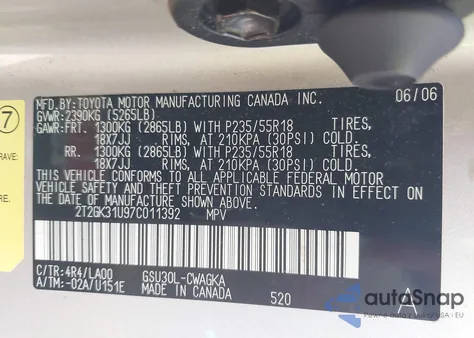 MFD.BY:TOYOTA MOTOR MANUFACTURING CANADA INC. 06/06
GVWR:2390KG (5265LB)
GAWR:FRT. 1300KG (2865LB) WITH P235/55R18 TIRES,
18X7JJ RIMS, AT 210KPA (30PSI) COLD.
RR. 1300KG (2865LB) WITH P235/55R18 TIRES,
18X7JJ RIMS, AT 210KPA (30PSI) COLD.
THIS VEHICLE CONFORMS TO ALL APPLICABLE FEDERAL MOTOR
VEHICLE SAFETY AND THEFT PREVENTION STANDARDS IN
EFFECT ON THE DATE OF MANUFACTURE SHOWN ABOVE.
2T2GK31U97C011392 MPV
C/TR:4R4/LA00 GSU30L-CWAGKA
A/TM:-02A/U151E MADE IN CANADA 520 A
7
RAVE:
autoSnap